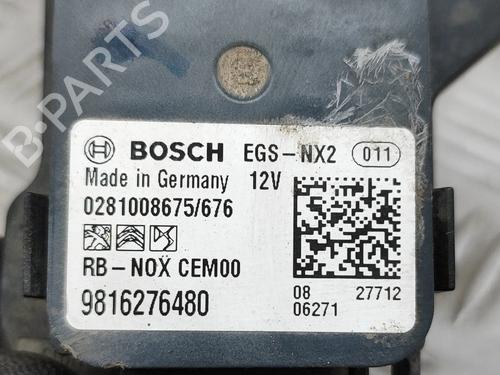 B-PARTS
BOSCH EGS-NX2 011
Made in Germany 12V
0281008675/676
RB-NOX CEM00
9816276480
08 27712
06271